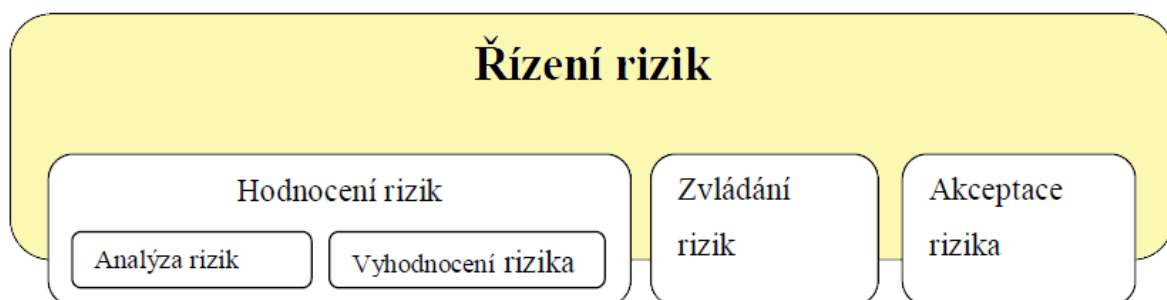 Řízení rizik
Hodnocení rizik
Analýza rizik
Vyhodnocení rizika
Zvládání
rizik
Akceptace
rizika